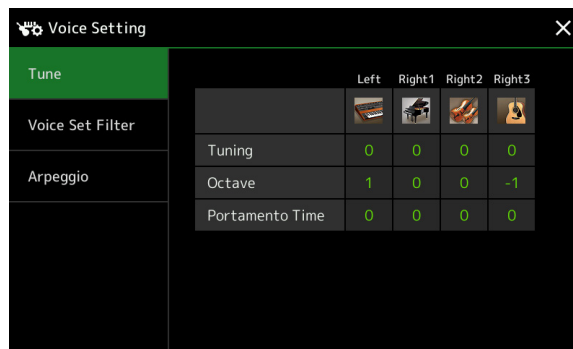 Voice Setting
Tune
Voice Set Filter
Arpeggio
Left Right1 Right2 Right3
Tuning 0 0 0 0
Octave 1 0 0 -1
Portamento Time 0 0 0 0